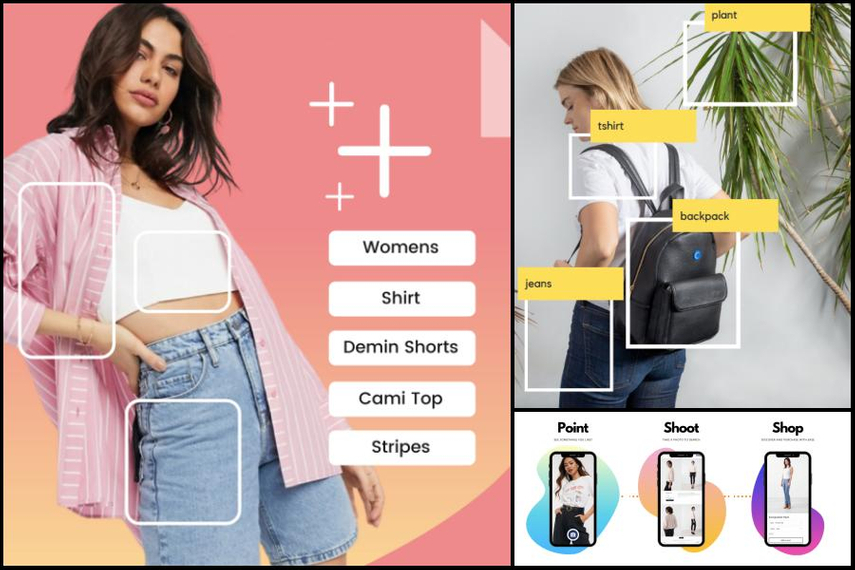 Womens
Shirt
Demin Shorts
Cami Top
Stripes
plant
tshirt
backpack
jeans
Point
Shoot
Shop